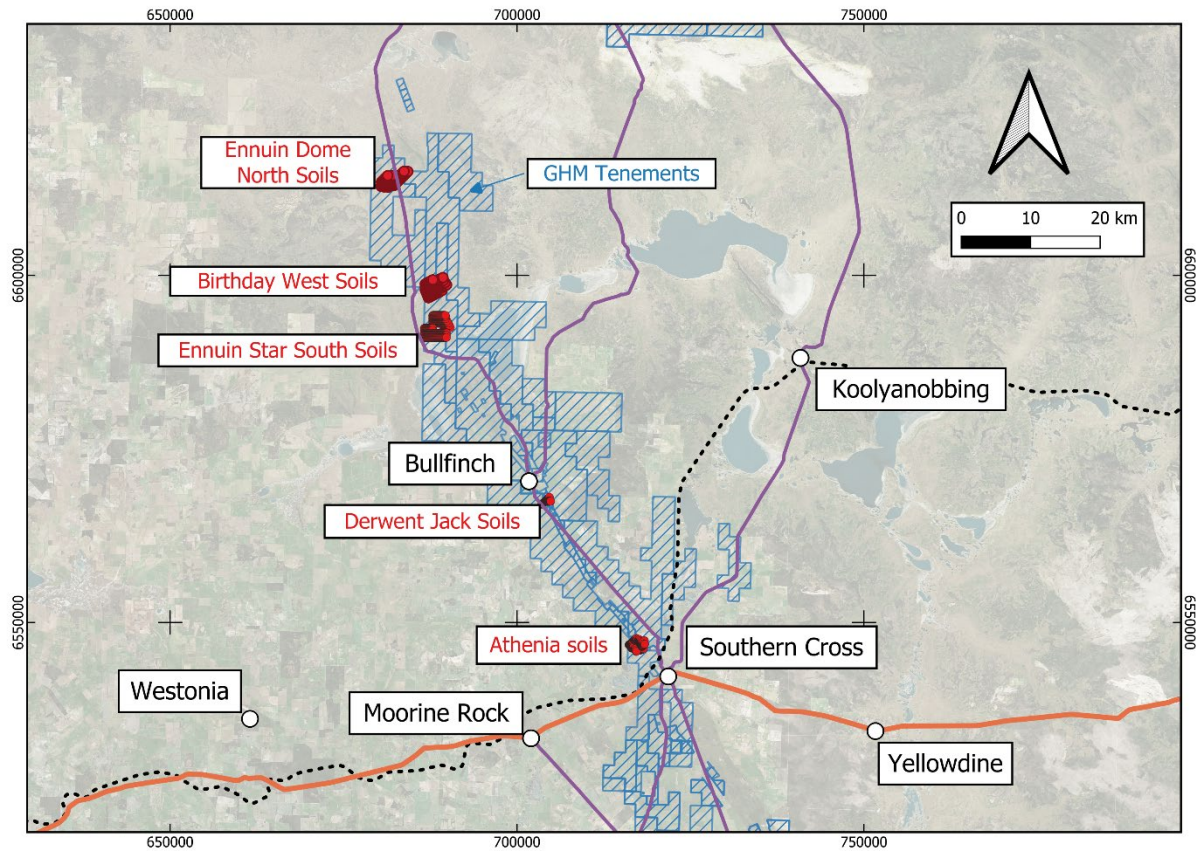 650000
700000
750000
Ennuin Dome
North Soils
GHM Tenements
0 10 20 km
6600000
Birthday West Soils
6600000
Ennuin Star South Soils
Koolyanobbing
Bullfinch
Derwent Jack Soils
6550000
Athenia soils
Southern Cross
6550000
Westonia
Moorine Rock
Yellowdine
650000
700000
750000